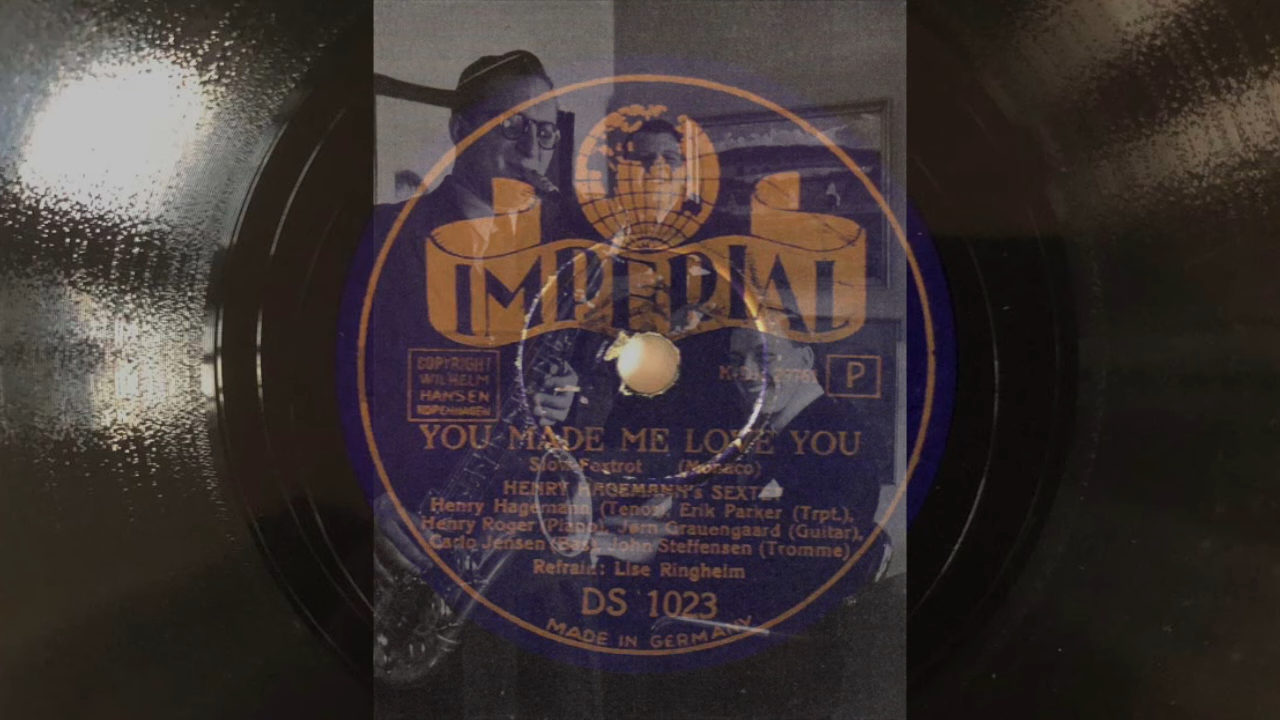 IMPERIAL
COPYRIGHT
WILHELM
HANSEN
KOPENHAGEN
P
YOU MADE ME LOVE YOU
Slow-Foxtrot (Monaco)
HENRY HAGEMANN's SEXTET
Henry Hagemann (Tenor), Erik Parker (Trpt.),
Henry Roger (Piano), Jørn Grauengaard (Guitar),
Carlo Jensen (Bas), John Steffensen (Tromme)
Refrain: Lise Ringheim
DS 1023
MADE IN GERMANY